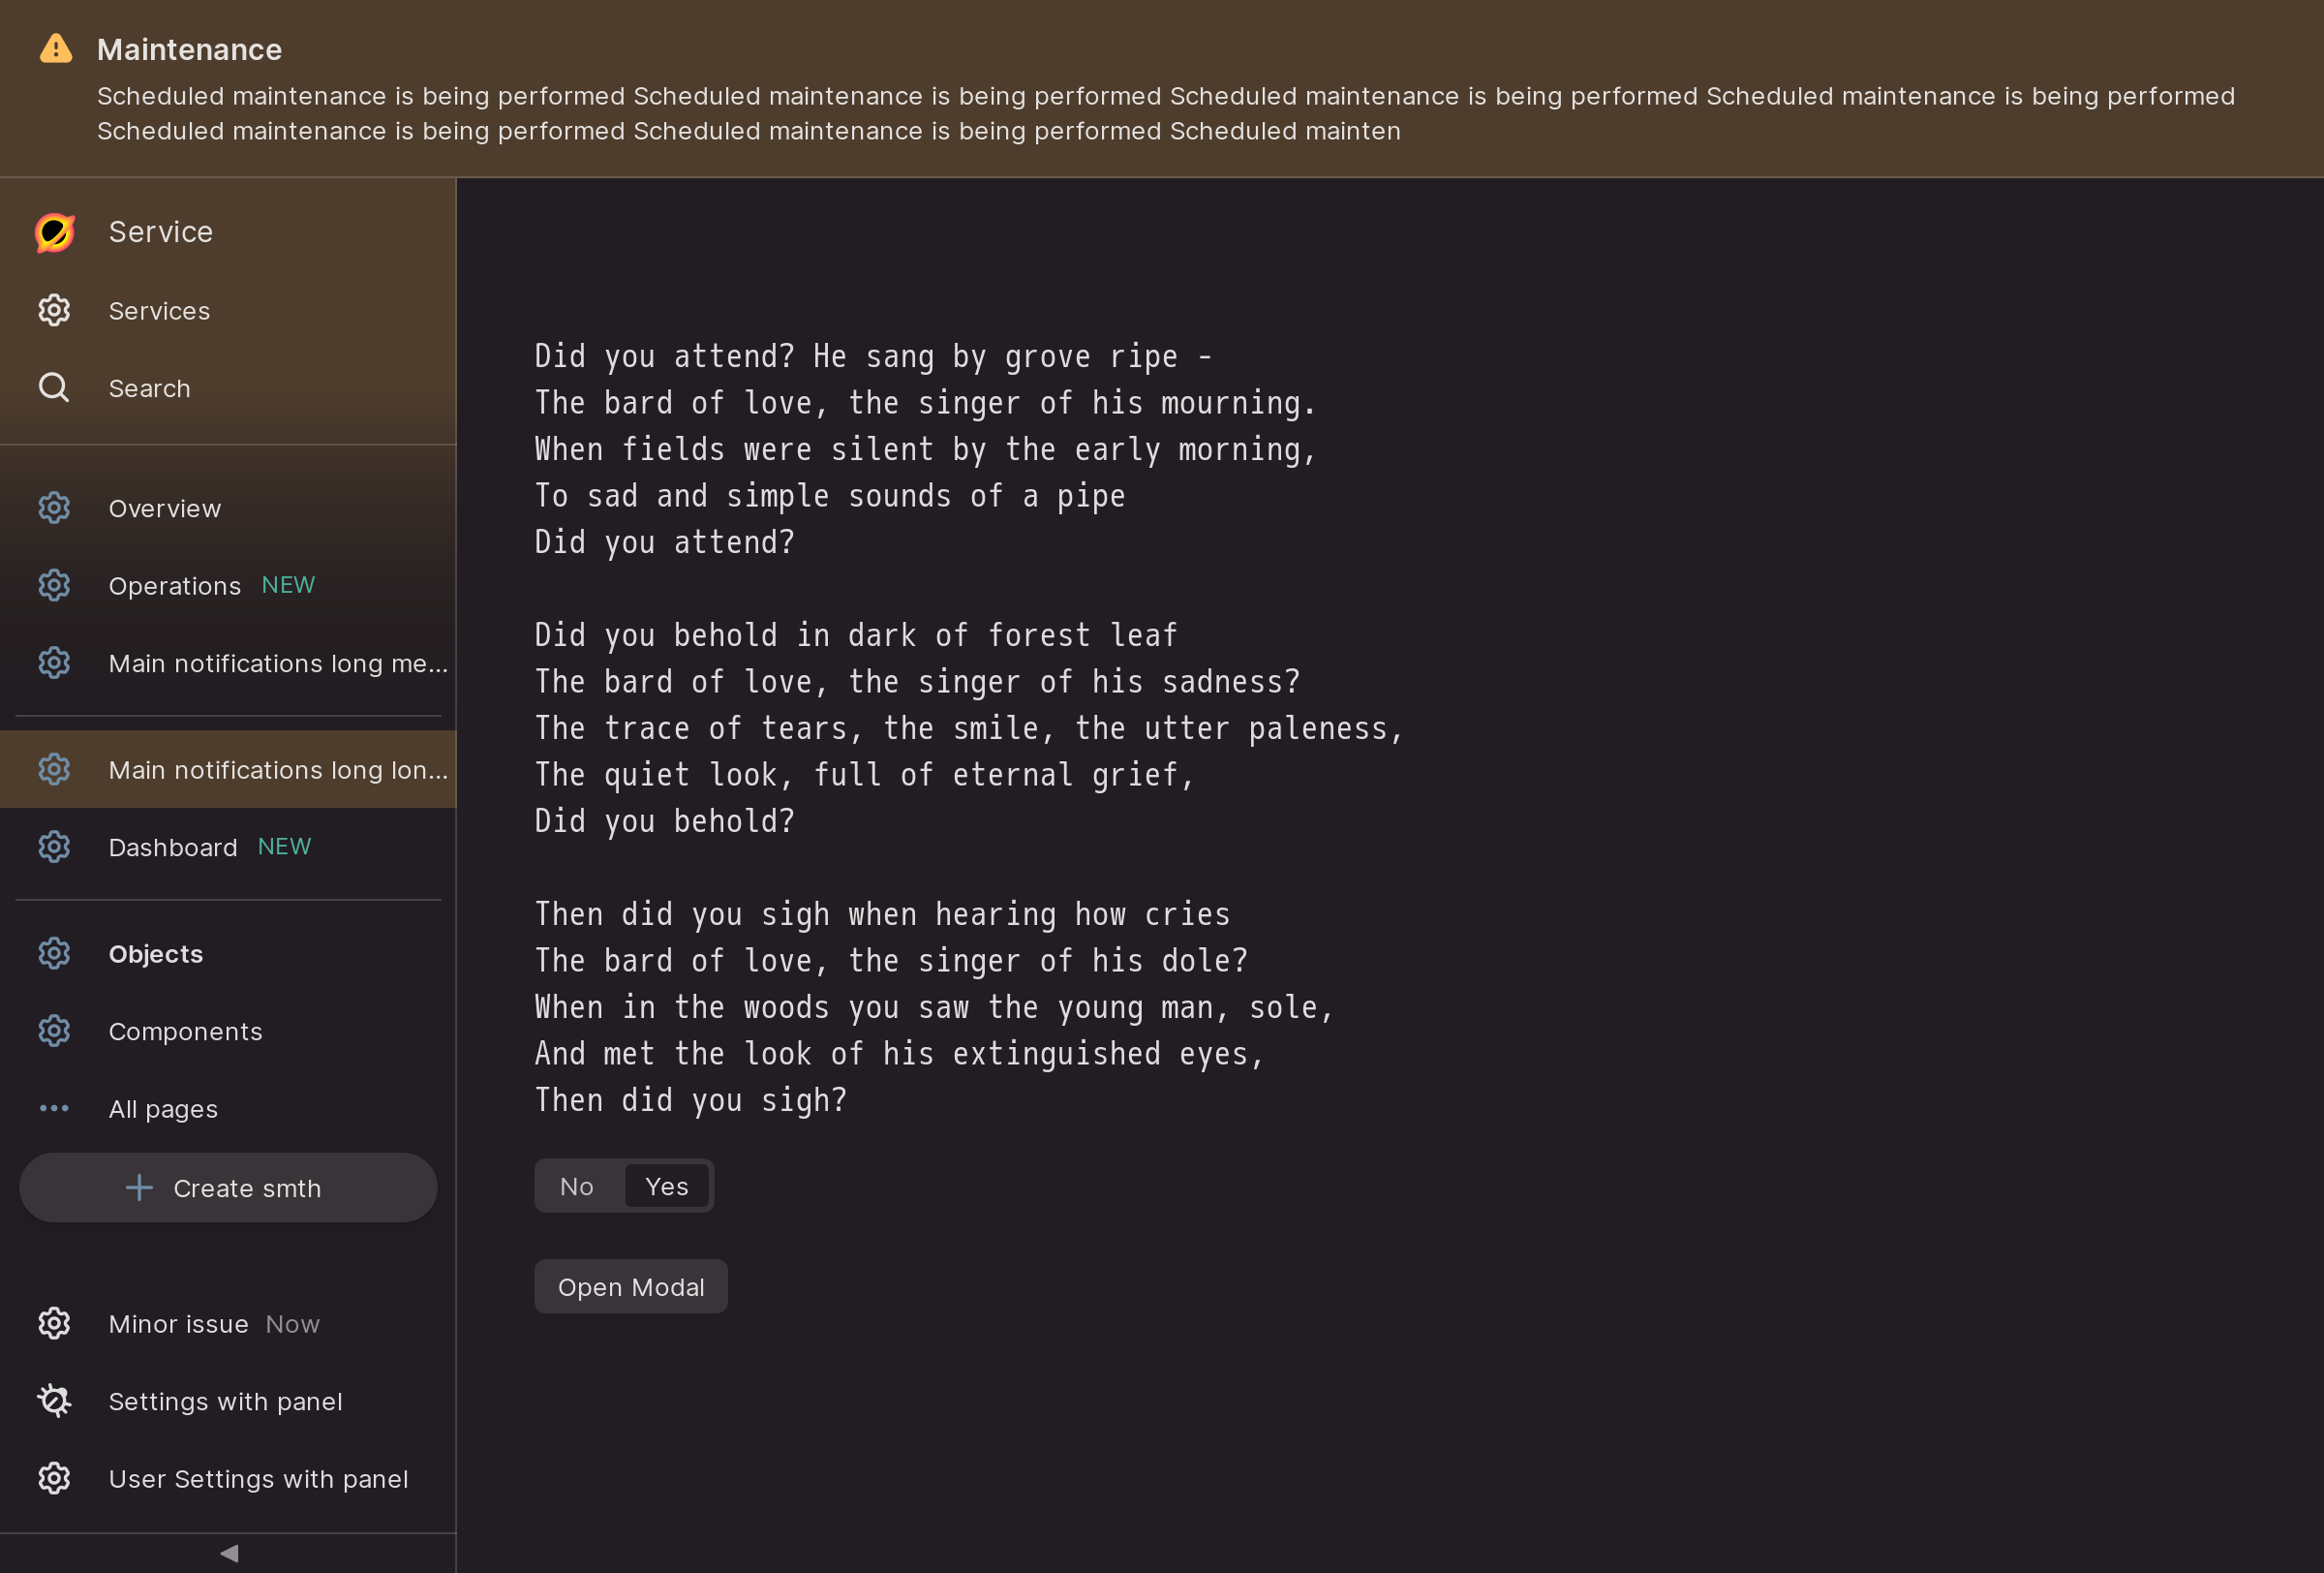 Maintenance
Scheduled maintenance is being performed Scheduled maintenance is being performed Scheduled maintenance is being performed Scheduled maintenance is being performed
Scheduled maintenance is being performed Scheduled maintenance is being performed Scheduled mainten
Service
Services
Search
Overview
Operations NEW
Main notifications long me...
Main notifications long lon...
Dashboard NEW
Objects
Components
All pages
Create smth
Minor issue Now
Settings with panel
User Settings with panel
Did you attend? He sang by grove ripe -
The bard of love, the singer of his mourning.
When fields were silent by the early morning,
To sad and simple sounds of a pipe
Did you attend?
Did you behold in dark of forest leaf
The bard of love, the singer of his sadness?
The trace of tears, the smile, the utter paleness,
The quiet look, full of eternal grief,
Did you behold?
Then did you sigh when hearing how cries
The bard of love, the singer of his dole?
When in the woods you saw the young man, sole,
And met the look of his extinguished eyes,
Then did you sigh?
No Yes
Open Modal